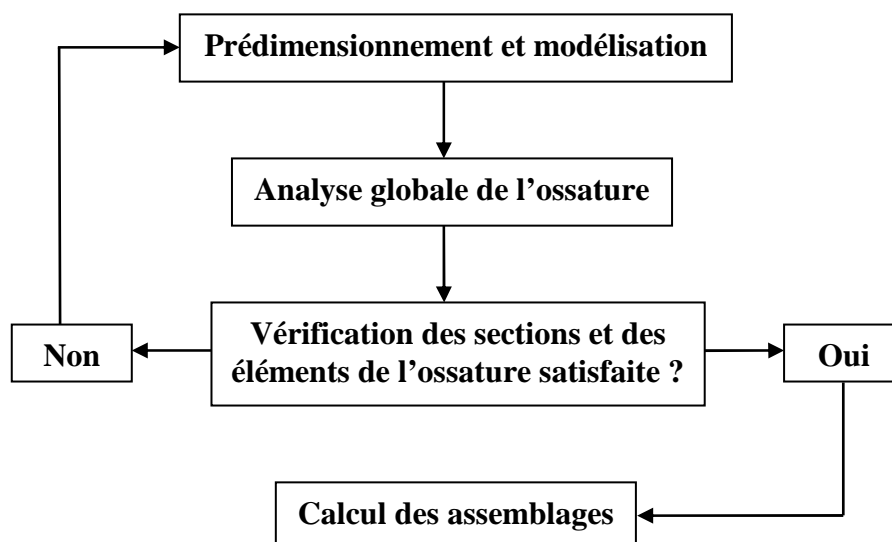 Prédimensionnement et modélisation
Analyse globale de l’ossature
Vérification des sections et des
éléments de l’ossature satisfaite ?
Non
Oui
Calcul des assemblages